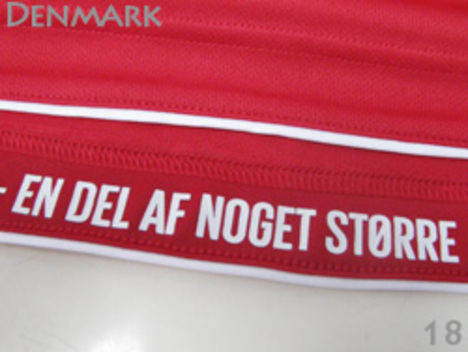 DENMARK
- EN DEL AF NOGET STØRRE
18